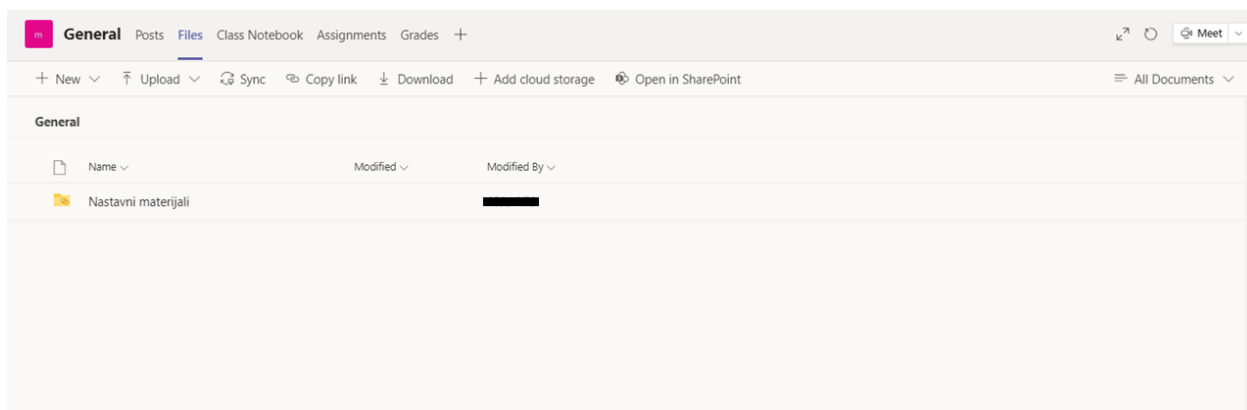 m General Posts Files Class Notebook Assignments Grades Meet
New Upload Sync Copy link Download Add cloud storage Open in SharePoint All Documents
General
Name Modified Modified By
Nastavni materijali